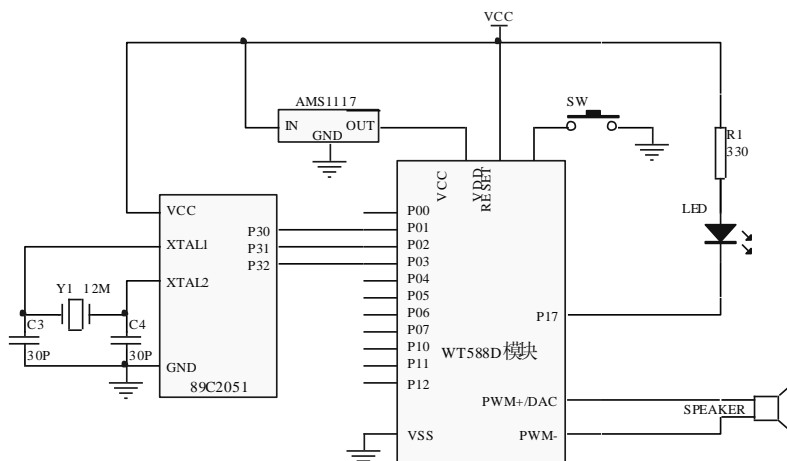 VCC
AMS1117
IN
OUT
GND
SW
R1
330
VCC
VDD
RESET
LED
VCC
XTAL1
XTAL2
GND
P30
P31
P32
89C2051
Y1 12M
C3
30P
C4
30P
P00
P01
P02
P03
P04
P05
P06
P07
P10
P11
P12
VSS
P17
WT588D模块
PWM+/DAC
PWM-
SPEAKER